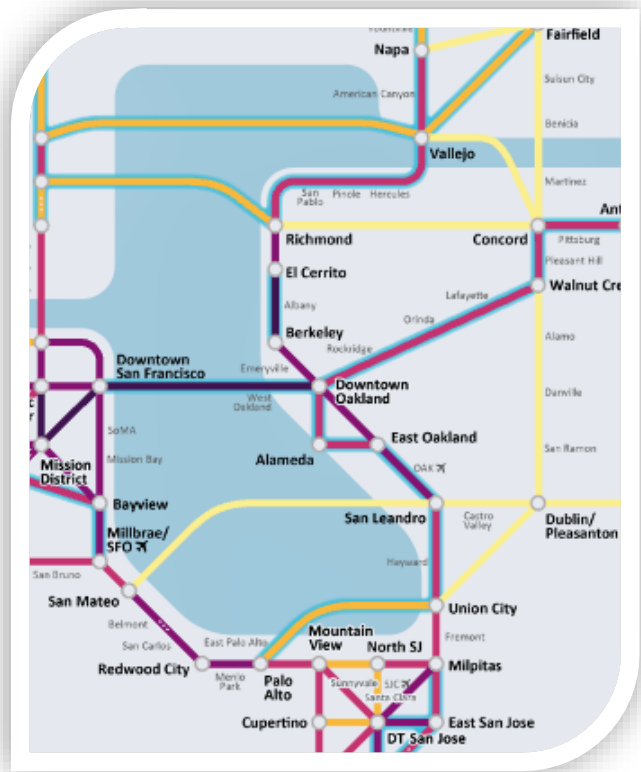 Fairfield
Napa
Suisun City
American Canyon
Benicia
Vallejo
Martinez
San
Pablo
Pinole
Hercules
Ant
Richmond
Concord
Pittsburg
Pleasant Hill
El Cerrito
Walnut Cre
Lafayette
Albany
Orinda
Berkeley
Rockridge
Alamo
Downtown
San Francisco
Emeryville
Downtown
Oakland
West
Oakland
Danville
SoMA
East Oakland
Mission Bay
Alameda
San Ramon
OAK
Mission
District
Bayview
San Leandro
Castro
Valley
Dublin/
Pleasanton
Millbrae/
SFO
Hayward
San Bruno
San Mateo
Union City
Belmont
Mountain
View
Fremont
San Carlos
East Palo Alto
North SJ
Redwood City
Menlo
Park
Palo
Alto
Sunnyvale
SJC
Santa Clara
Milpitas
Cupertino
East San Jose
DT San Jose